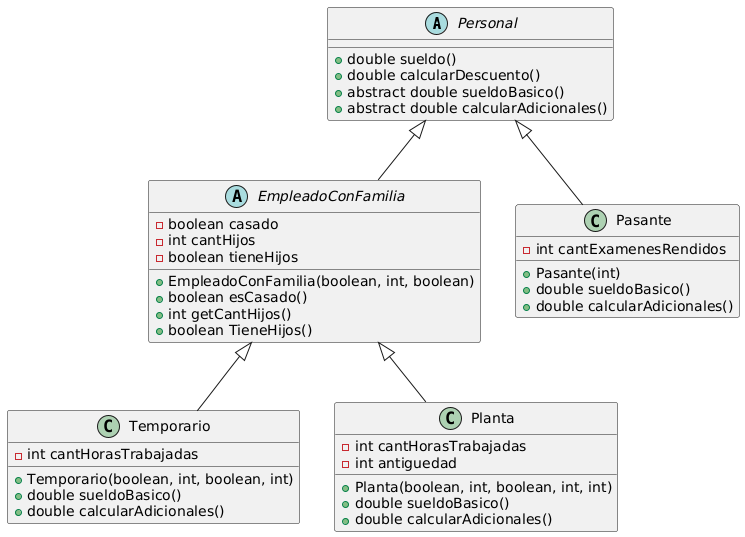 A Personal
double sueldo()
double calcularDescuento()
abstract double sueldoBasico()
abstract double calcularAdicionales()
A EmpleadoConFamilia
boolean casado
int cantHijos
boolean tieneHijos
EmpleadoConFamilia(boolean, int, boolean)
boolean esCasado()
int getCantHijos()
boolean TieneHijos()
C Pasante
int cantExamenesRendidos
Pasante(int)
double sueldoBasico()
double calcularAdicionales()
C Temporario
int cantHorasTrabajadas
Temporario(boolean, int, boolean, int)
double sueldoBasico()
double calcularAdicionales()
C Planta
int cantHorasTrabajadas
int antiguedad
Planta(boolean, int, boolean, int, int)
double sueldoBasico()
double calcularAdicionales()